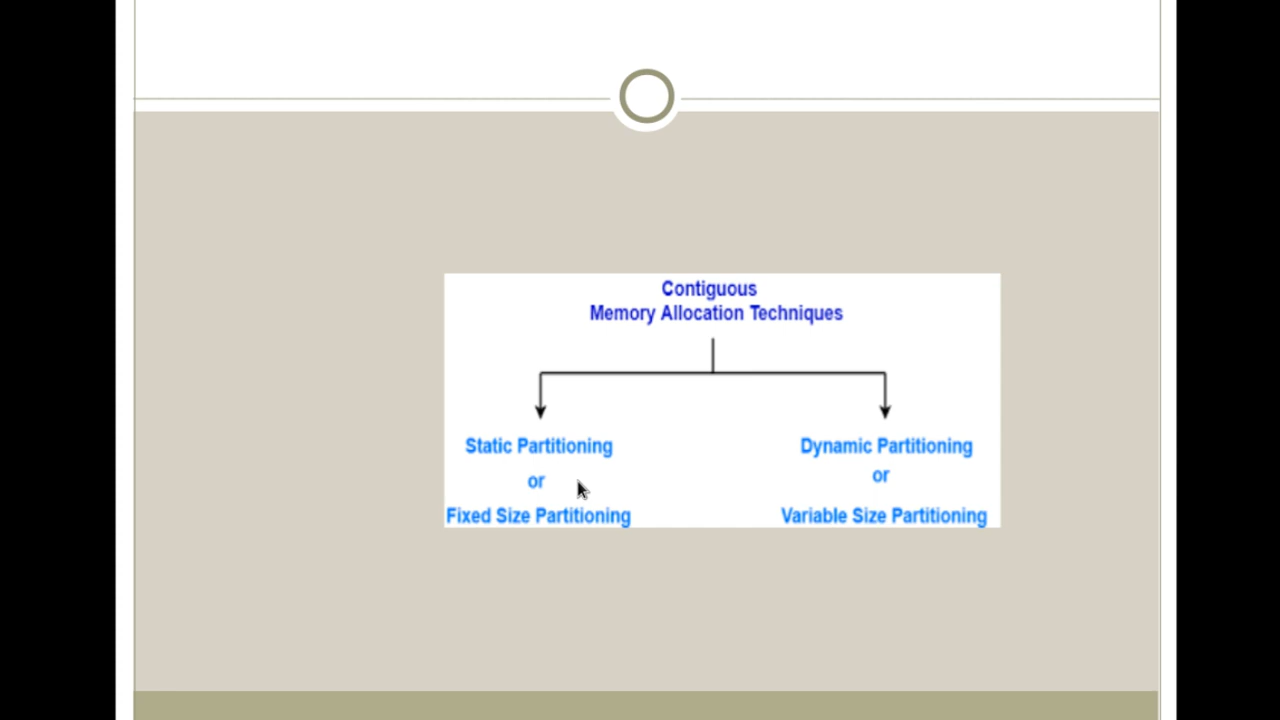 Contiguous
Memory Allocation Techniques
Static Partitioning
or
Fixed Size Partitioning
Dynamic Partitioning
or
Variable Size Partitioning